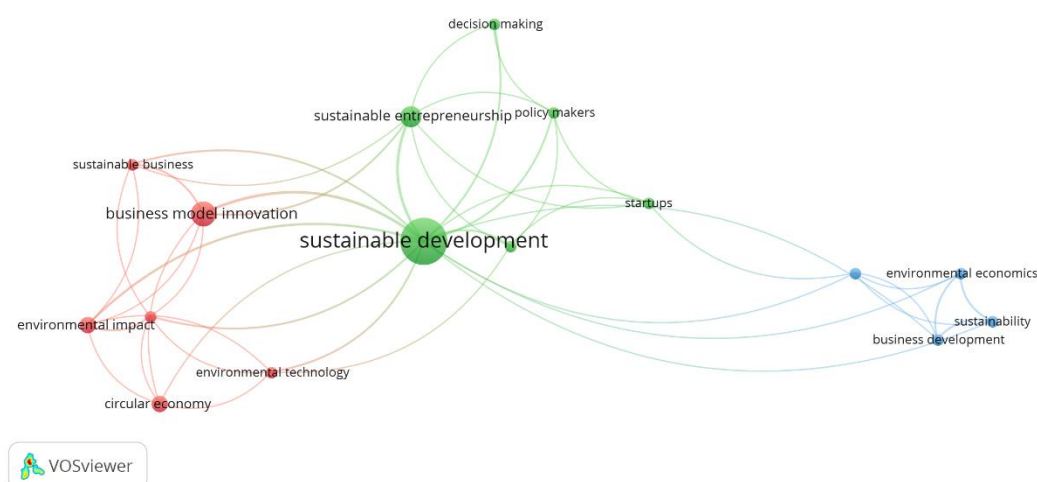 decision making
sustainable entrepreneurship
policy makers
sustainable business
business model innovation
startups
sustainable development
environmental economics
environmental impact
sustainability
business development
environmental technology
circular economy
VOSviewer